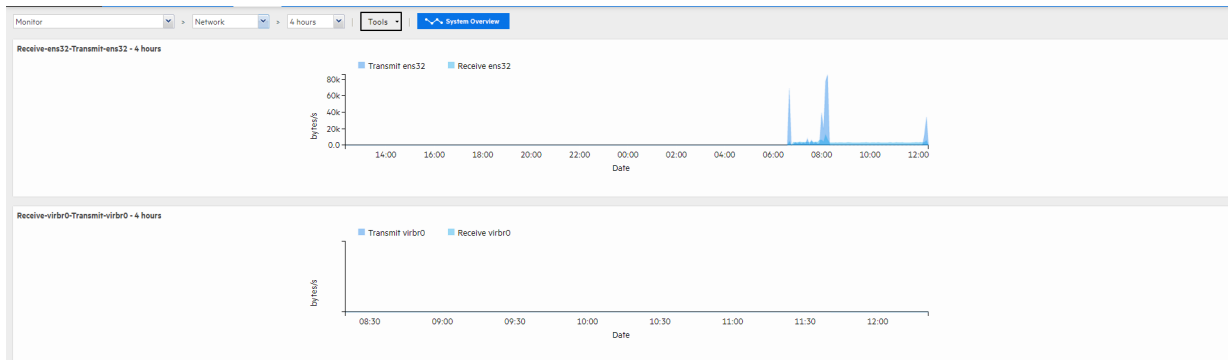 Monitor » Network » 4 hours | Tools | System Overview
Receive-ens32-Transmit-ens32 - 4 hours
Transmit ens32 Receive ens32
80k
60k
40k
20k
0.0
bytes/s
14:00 16:00 18:00 20:00 22:00 00:00 02:00 04:00 06:00 08:00 10:00 12:00
Date
Receive-virbr0-Transmit-virbr0 - 4 hours
Transmit virbr0 Receive virbr0
bytes/s
08:30 09:00 09:30 10:00 10:30 11:00 11:30 12:00
Date